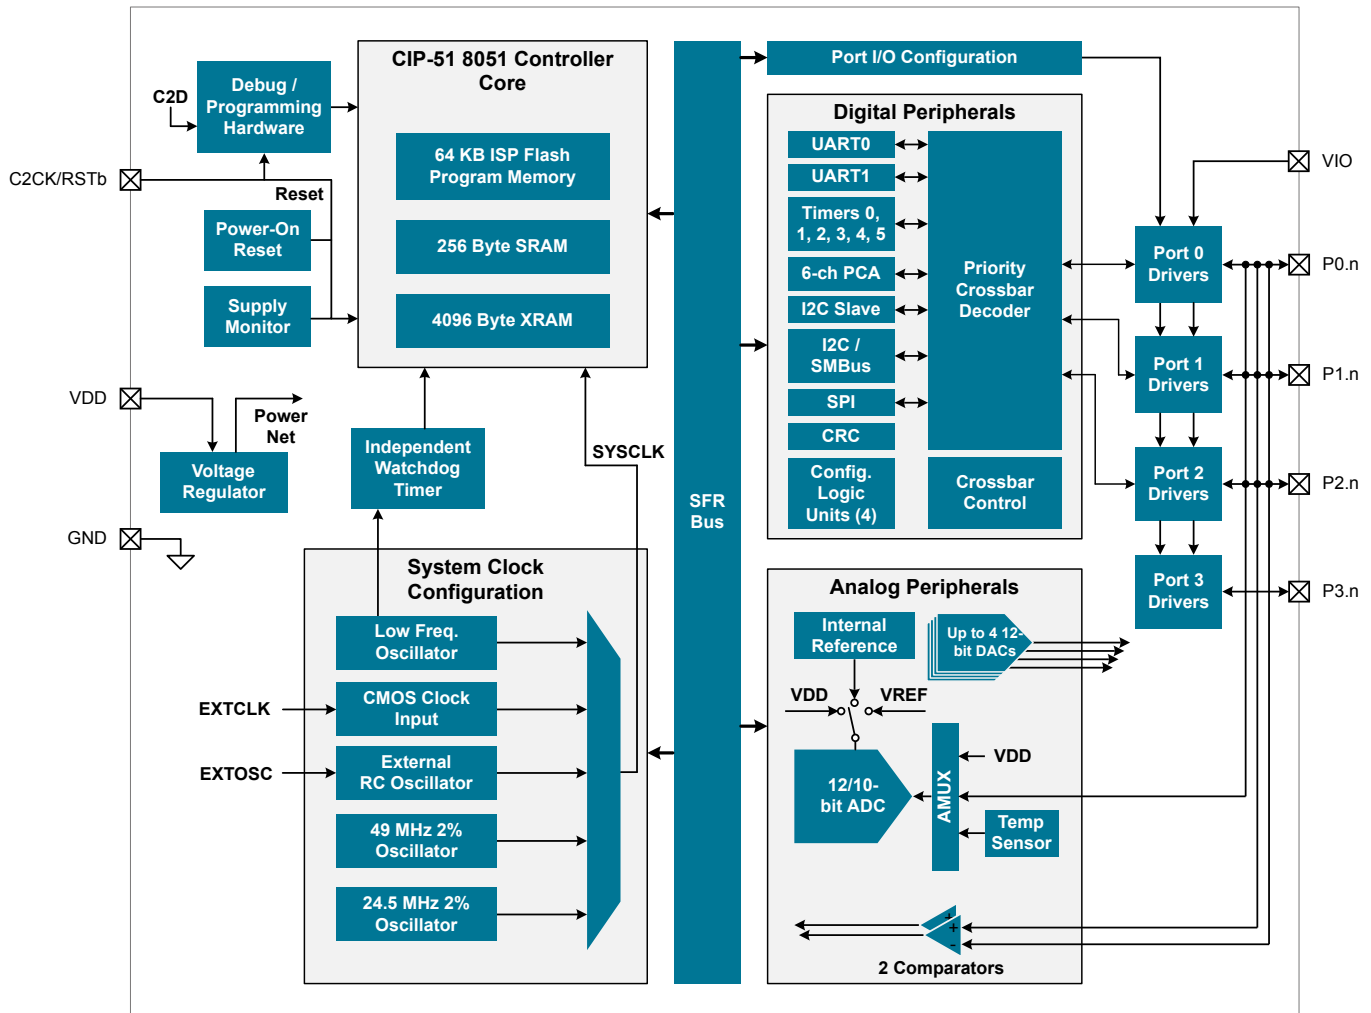 CIP-51 8051 Controller
Core
64 KB ISP Flash
Program Memory
256 Byte SRAM
4096 Byte XRAM
C2D
Debug /
Programming
Hardware
C2CK/RSTb
Reset
Power-On
Reset
Supply
Monitor
VDD
Power
Net
Voltage
Regulator
GND
Independent
Watchdog
Timer
SYSCLK
System Clock
Configuration
Low Freq.
Oscillator
EXTCLK
CMOS Clock
Input
EXTOSC
External
RC Oscillator
49 MHz 2%
Oscillator
24.5 MHz 2%
Oscillator
SFR
Bus
Port I/O Configuration
Digital Peripherals
UART0
UART1
Timers 0,
1, 2, 3, 4, 5
6-ch PCA
I2C Slave
I2C /
SMBus
SPI
CRC
Config.
Logic
Units (4)
Priority
Crossbar
Decoder
Crossbar
Control
Analog Peripherals
Internal
Reference
Up to 4 12-
bit DACs
VDD
VREF
12/10-
bit ADC
AMUX
VDD
Temp
Sensor
+
+
-
2 Comparators
Port 0
Drivers
Port 1
Drivers
Port 2
Drivers
Port 3
Drivers
VIO
P0.n
P1.n
P2.n
P3.n